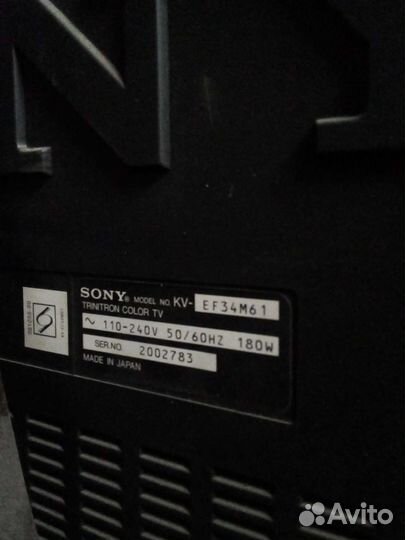 NY
SONY® MODEL NO. KV-EF34M61
TRINITRON COLOR TV
~ 110-240V 50/60HZ 180W
SER.NO. 2002783
MADE IN JAPAN
Avito